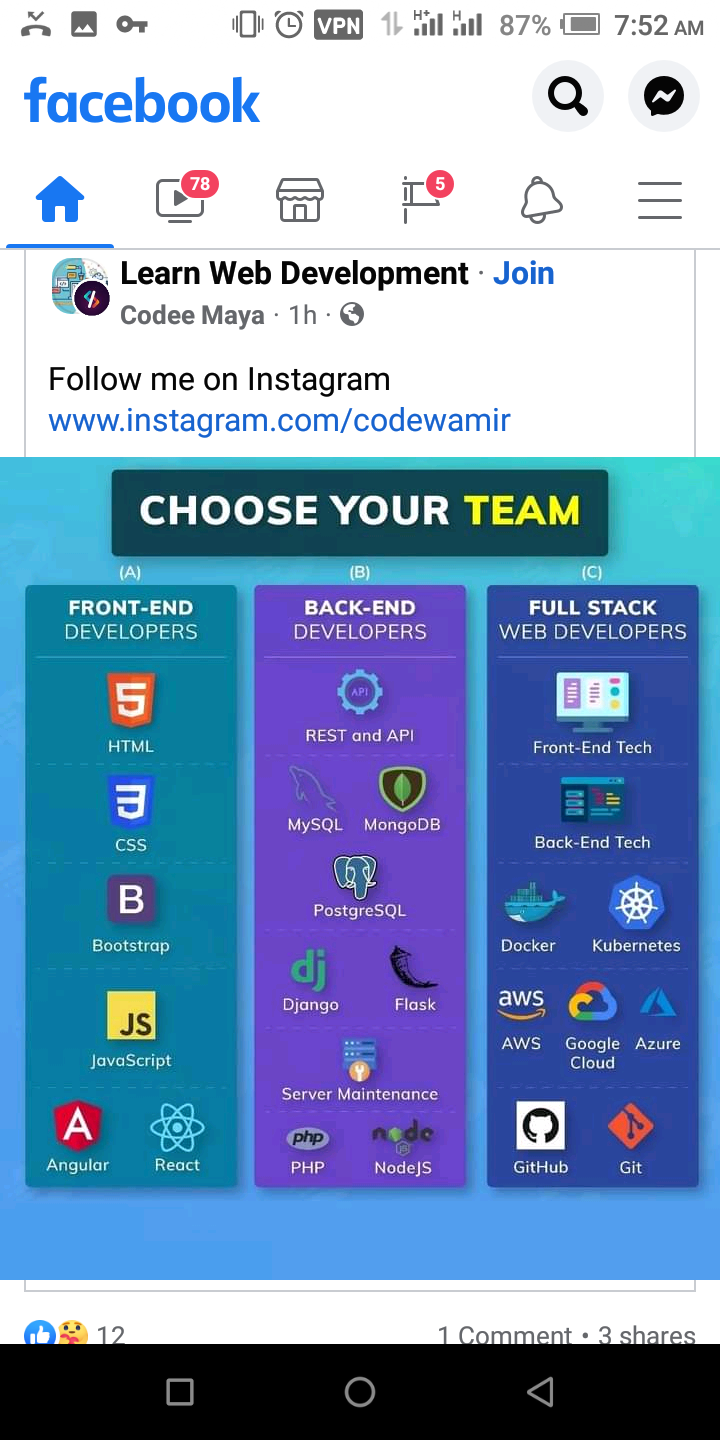 VPN H+ H 87% 7:52 AM
facebook
78 5
Learn Web Development · Join
Codee Maya · 1h ·
Follow me on Instagram
www.instagram.com/codewamir
CHOOSE YOUR TEAM
(A)
FRONT-END
DEVELOPERS
5
HTML
3
CSS
B
Bootstrap
JS
JavaScript
A
Angular React
(B)
BACK-END
DEVELOPERS
API
REST and API
MySQL MongoDB
PostgreSQL
dj
Django Flask
Server Maintenance
php node
JS
PHP NodeJS
(C)
FULL STACK
WEB DEVELOPERS
Front-End Tech
Back-End Tech
Docker Kubernetes
aws
AWS Google Azure
Cloud
GitHub Git
12 1 Comment • 3 shares